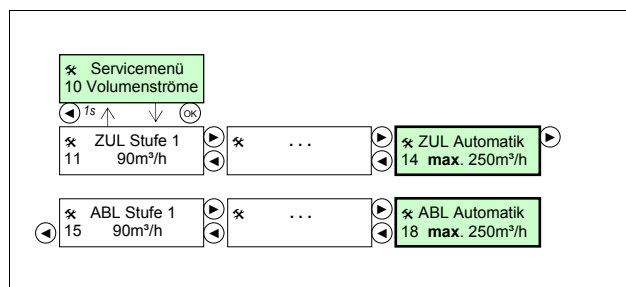 Servicemenü
10 Volumenströme
1s OK
ZUL Stufe 1
11 90m³/h
. . .
ZUL Automatik
14 max. 250m³/h
ABL Stufe 1
15 90m³/h
. . .
ABL Automatik
18 max. 250m³/h